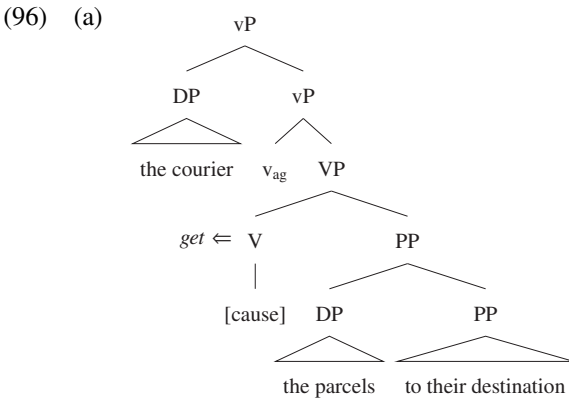 (96) (a)
vP
DP vP
the courier v_ag VP
get ⇐ V PP
[cause] DP PP
the parcels to their destination